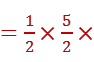 = 1/2 × 5/2 ×